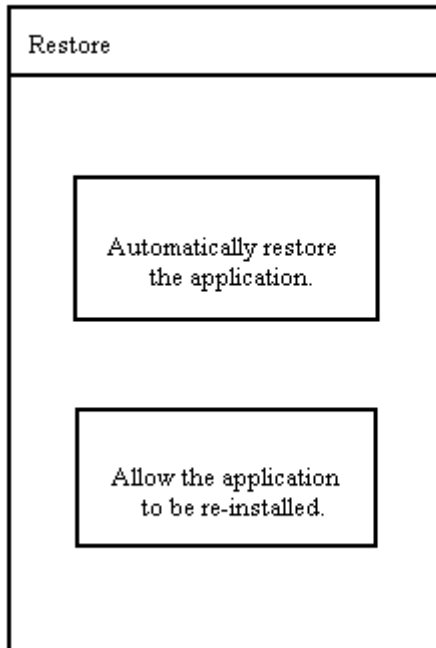 Restore
Automatically restore
the application.
Allow the application
to be re-installed.